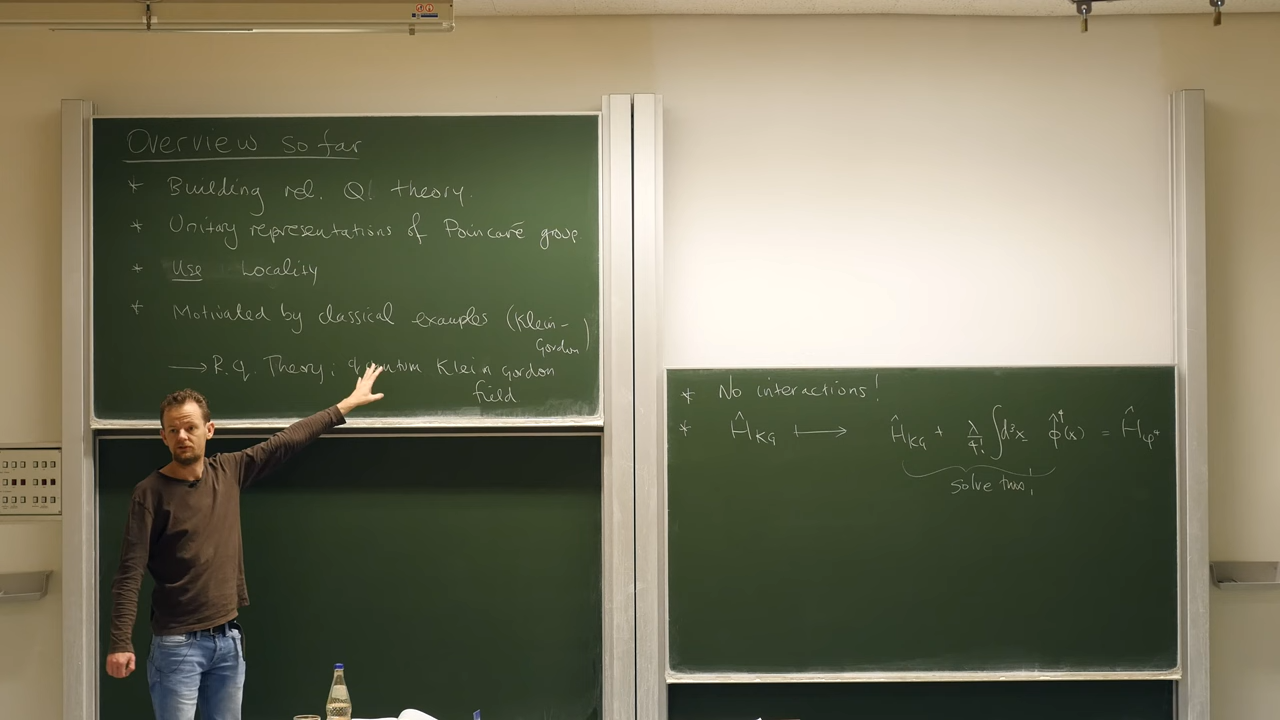 Overview so far
* Building rel. Q! theory.
* Unitary representations of Poincaré group
* Use Locality
* Motivated by classical examples (Klein-
Gordon)
→ R.q. Theory: quantum Klein Gordon
field
* No interactions!
* Ĥ_KG ⟼ Ĥ_KG + λ/4! ∫d³x φ̂⁴(x) = Ĥ_φ⁴
solve this!